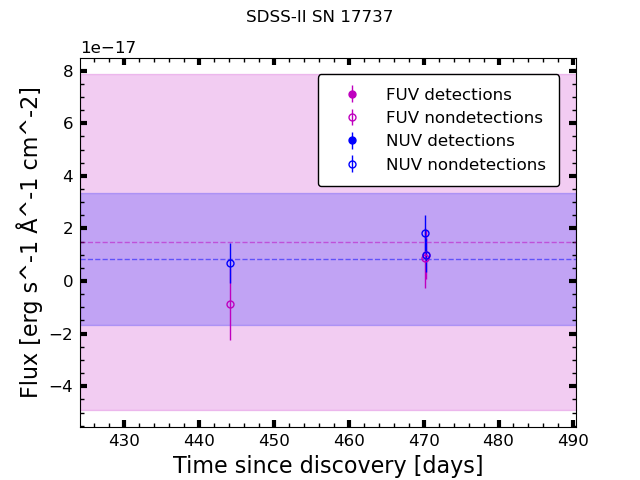 SDSS-II SN 17737
1e−17
FUV detections
FUV nondetections
NUV detections
NUV nondetections
8
6
4
2
0
−2
−4
Flux [erg s^-1 Å^-1 cm^-2]
430 440 450 460 470 480 490
Time since discovery [days]